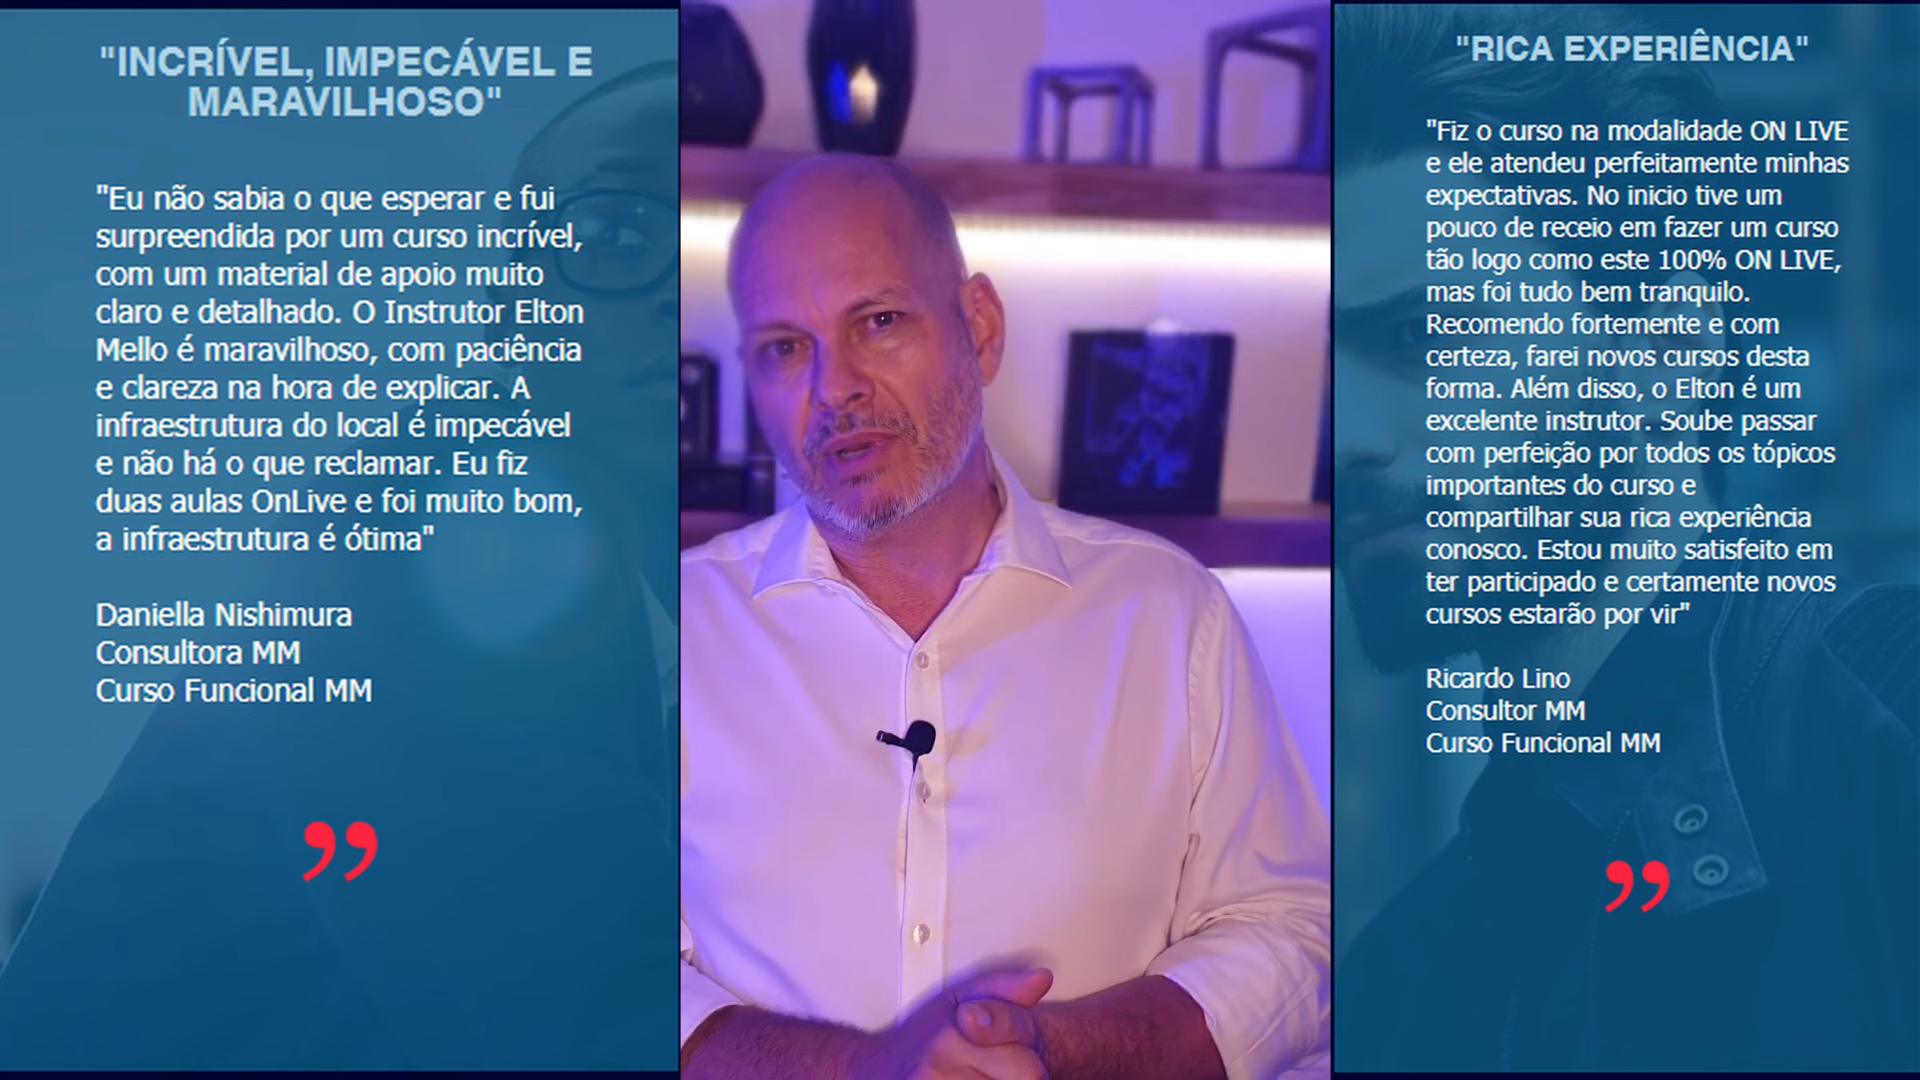 "INCRÍVEL, IMPECÁVEL E
MARAVILHOSO"
"Eu não sabia o que esperar e fui
surpreendida por um curso incrível,
com um material de apoio muito
claro e detalhado. O Instrutor Elton
Mello é maravilhoso, com paciência
e clareza na hora de explicar. A
infraestrutura do local é impecável
e não há o que reclamar. Eu fiz
duas aulas OnLive e foi muito bom,
a infraestrutura é ótima"
Daniella Nishimura
Consultora MM
Curso Funcional MM
"RICA EXPERIÊNCIA"
"Fiz o curso na modalidade ON LIVE
e ele atendeu perfeitamente minhas
expectativas. No inicio tive um
pouco de receio em fazer um curso
tão logo como este 100% ON LIVE,
mas foi tudo bem tranquilo.
Recomendo fortemente e com
certeza, farei novos cursos desta
forma. Além disso, o Elton é um
excelente instrutor. Soube passar
com perfeição por todos os tópicos
importantes do curso e
compartilhar sua rica experiência
conosco. Estou muito satisfeito em
ter participado e certamente novos
cursos estarão por vir"
Ricardo Lino
Consultor MM
Curso Funcional MM